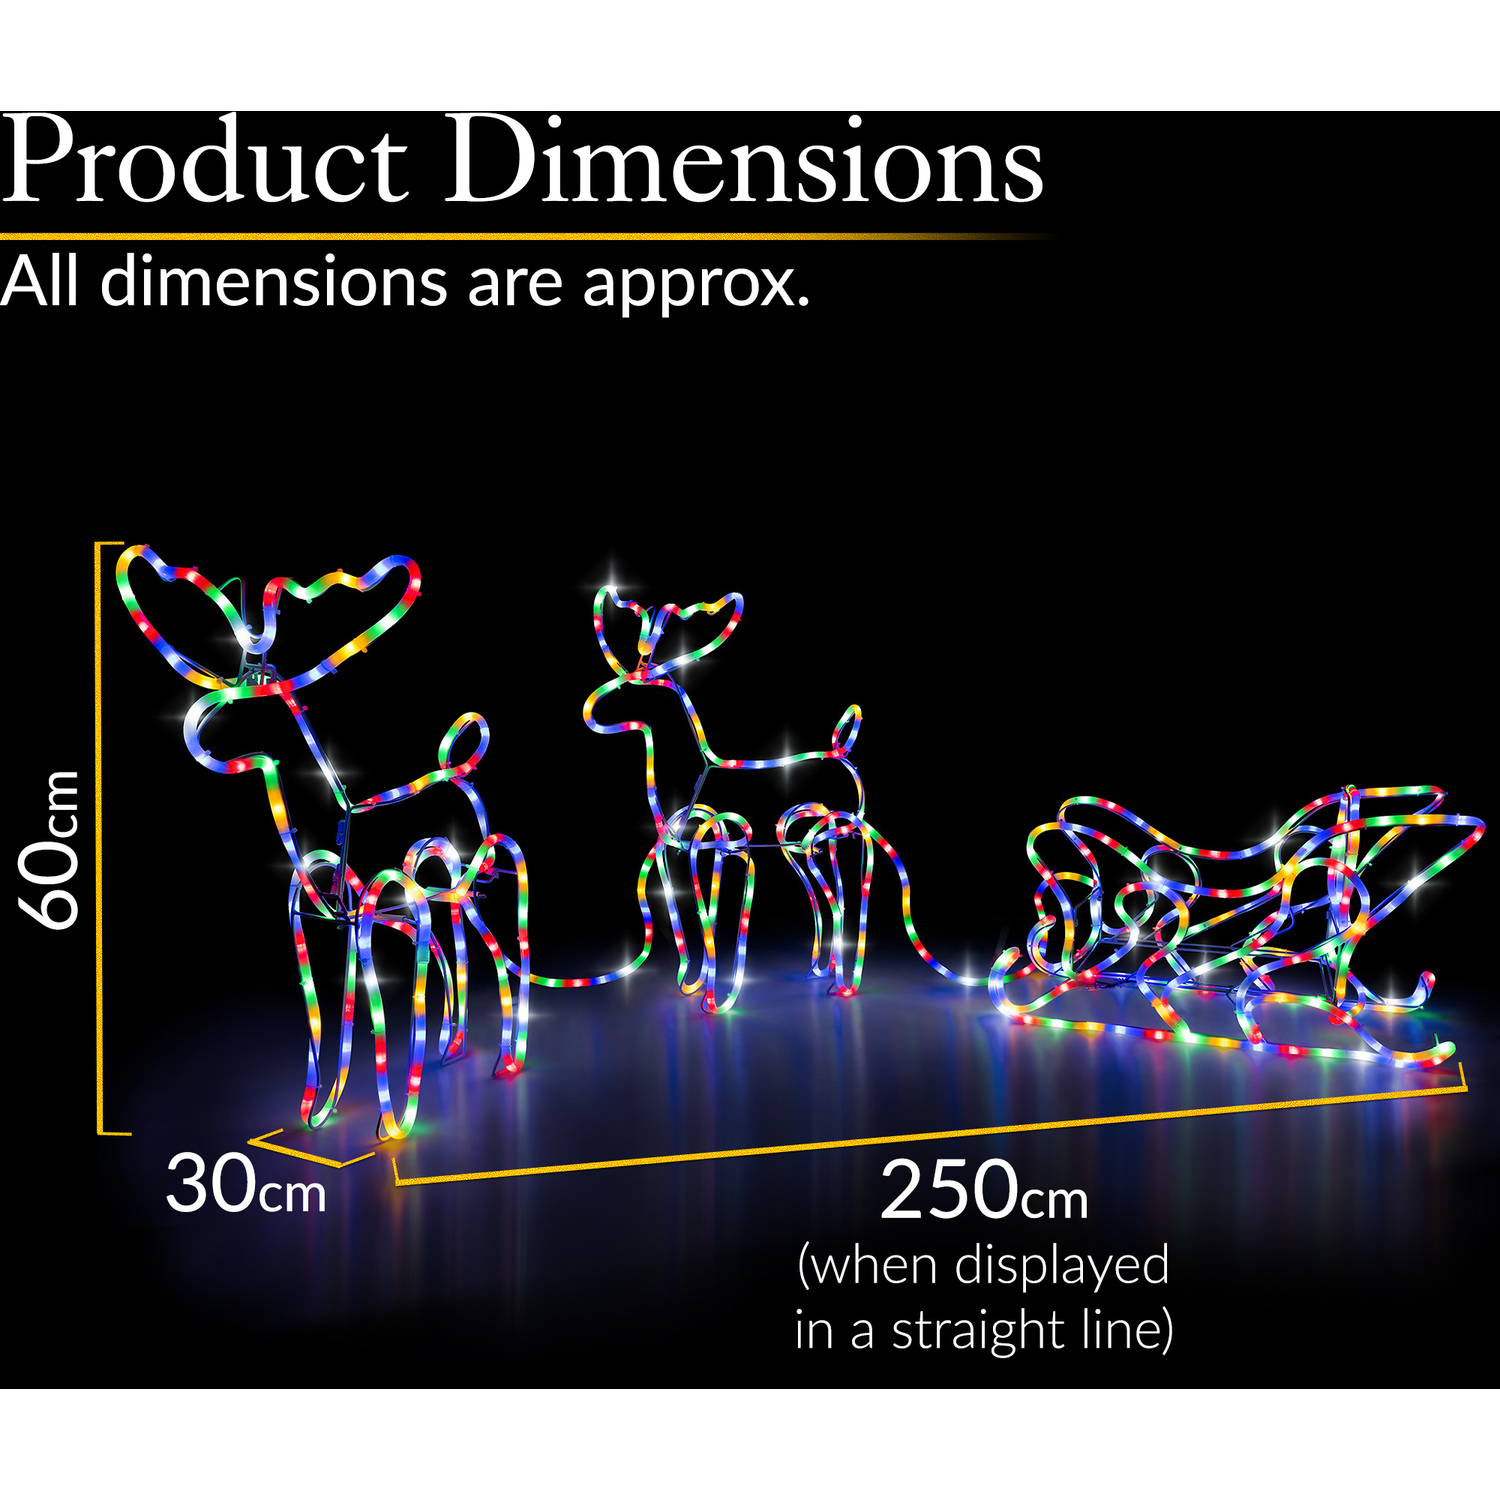 Product Dimensions
All dimensions are approx.
60cm
30cm
250cm
(when displayed
in a straight line)